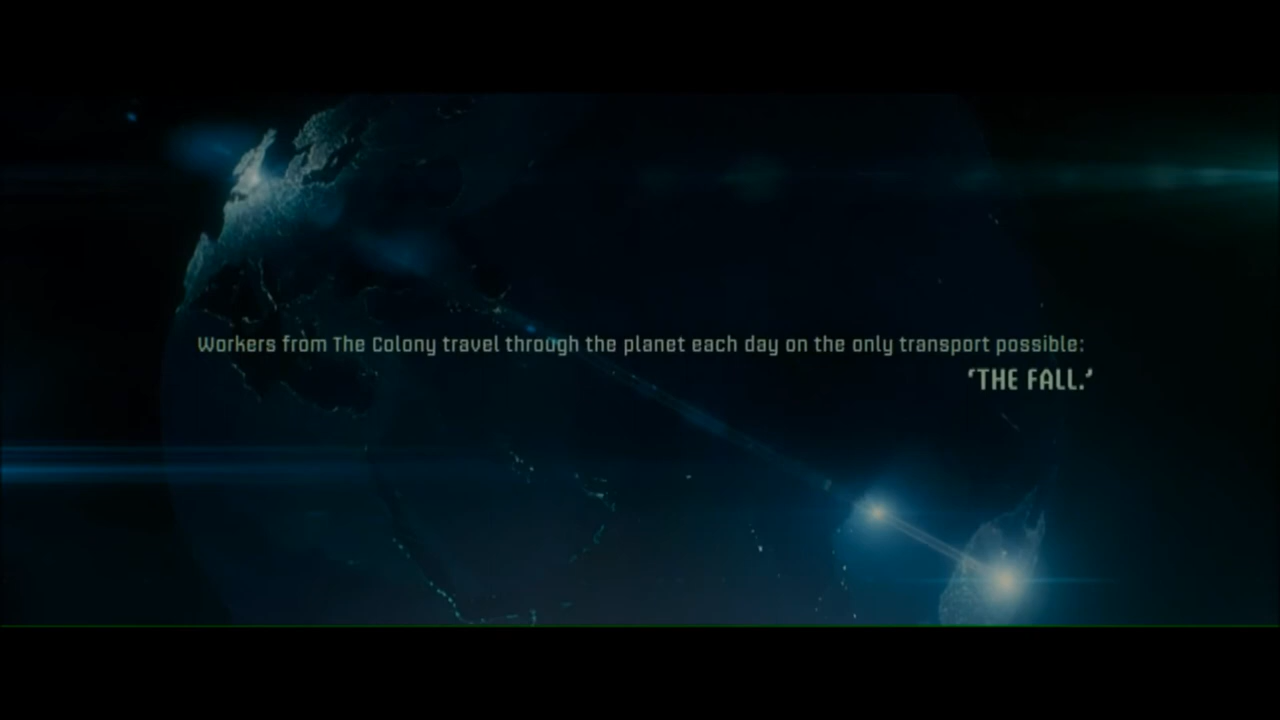 Workers from The Colony travel through the planet each day on the only transport possible:
‘THE FALL.’